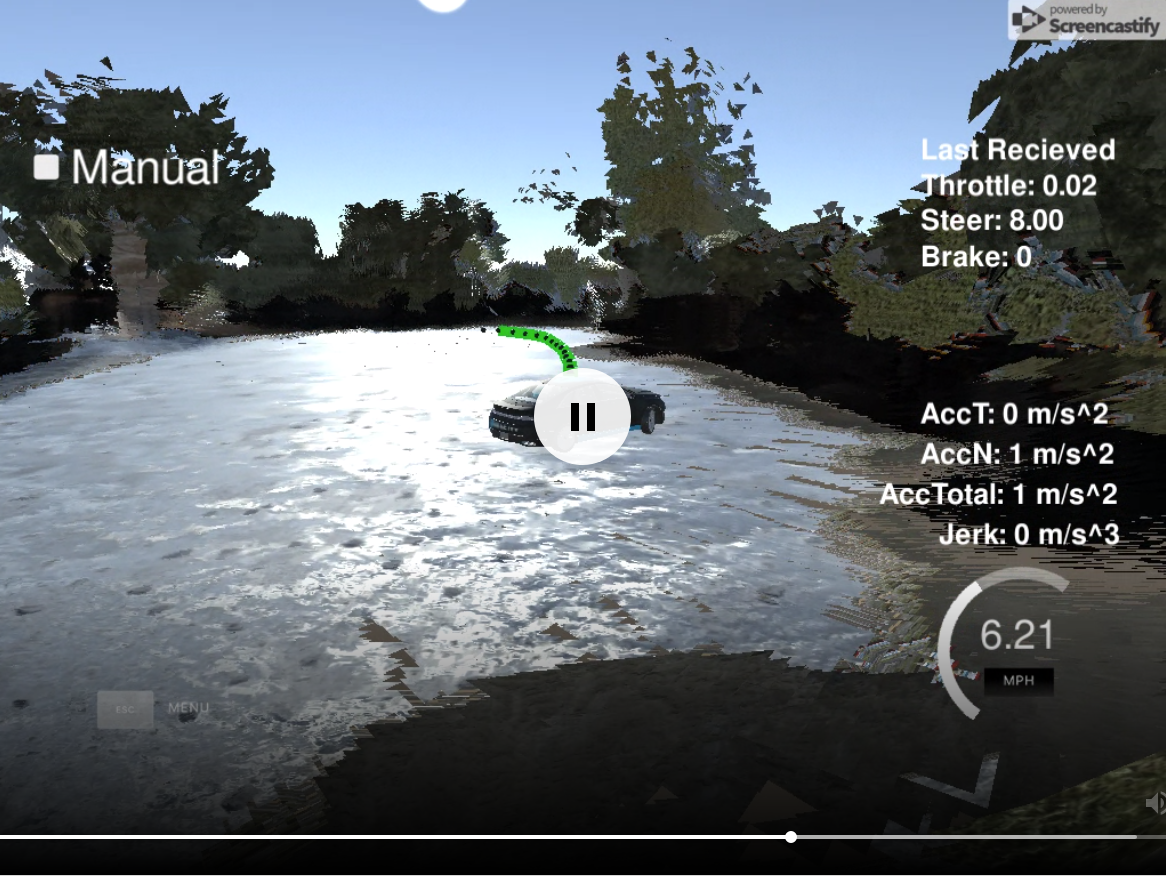 powered by
Screencastify
Manual
Last Recieved
Throttle: 0.02
Steer: 8.00
Brake: 0
AccT: 0 m/s^2
AccN: 1 m/s^2
AccTotal: 1 m/s^2
Jerk: 0 m/s^3
6.21
MPH
ESC
MENU